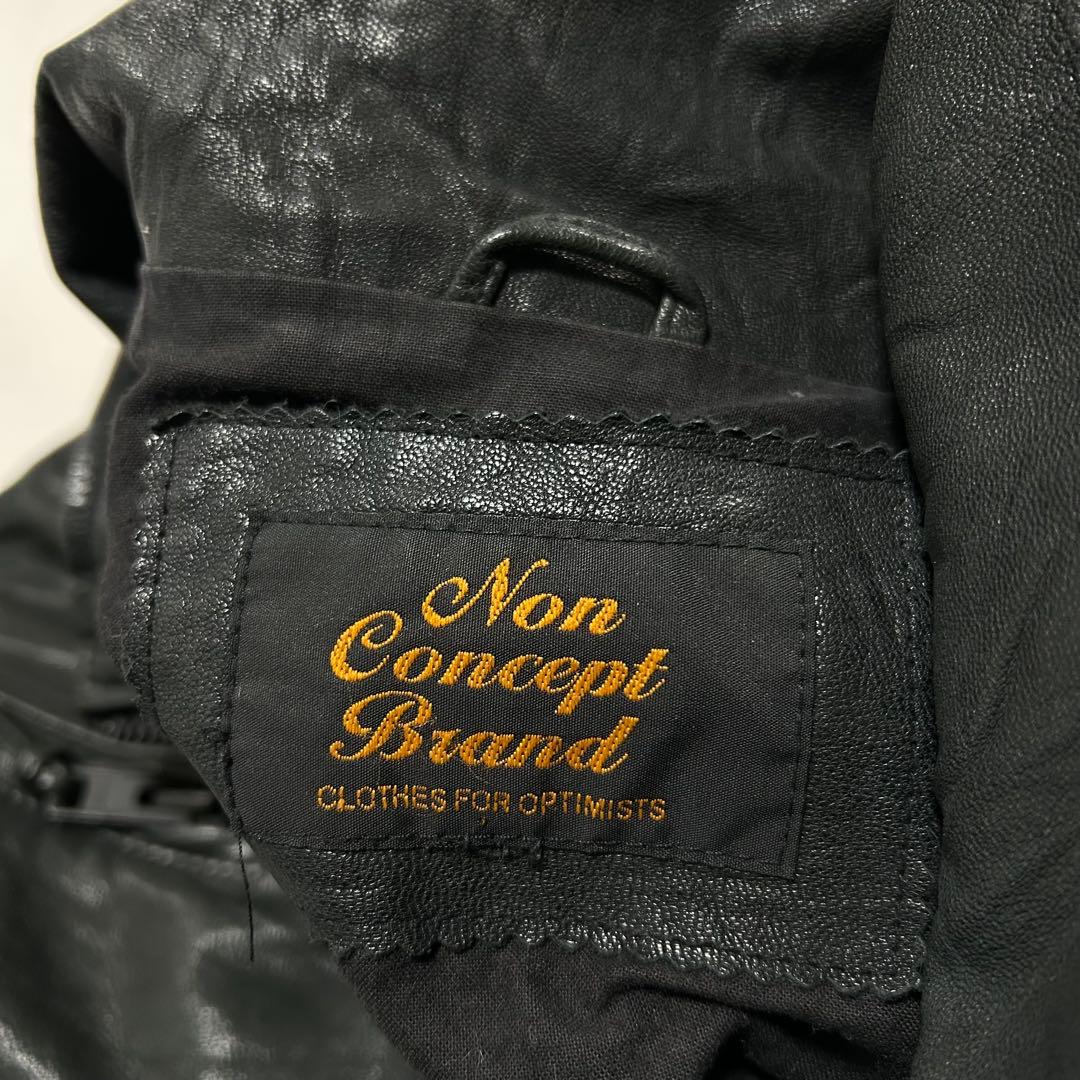 Non
Concept
Brand
CLOTHES FOR OPTIMISTS